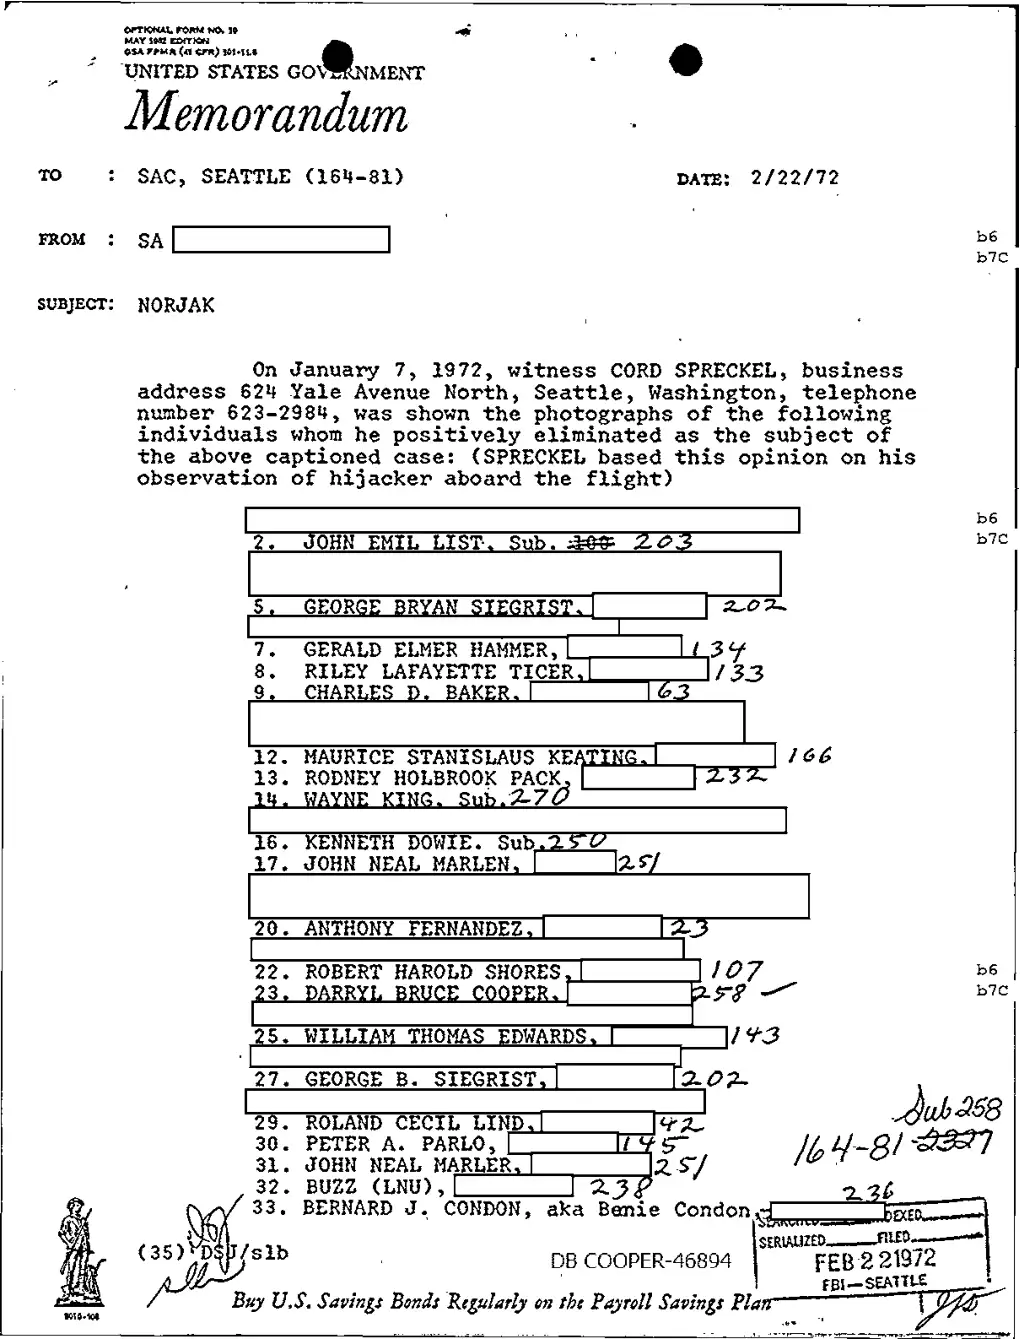 OPTIONAL FORM NO. 10
MAY 1962 EDITION
GSA FPMR (41 CFR) 101-11.6
UNITED STATES GOVERNMENT
Memorandum
TO : SAC, SEATTLE (164-81) DATE: 2/22/72
FROM : SA b6
b7C
SUBJECT: NORJAK
On January 7, 1972, witness CORD SPRECKEL, business
address 624 Yale Avenue North, Seattle, Washington, telephone
number 623-2984, was shown the photographs of the following
individuals whom he positively eliminated as the subject of
the above captioned case: (SPRECKEL based this opinion on his
observation of hijacker aboard the flight)
b6
2. JOHN EMIL LIST, Sub. 100 203 b7C
5. GEORGE BRYAN SIEGRIST, 202
7. GERALD ELMER HAMMER, 134
8. RILEY LAFAYETTE TICER, 133
9. CHARLES D. BAKER, 63
12. MAURICE STANISLAUS KEATING, 166
13. RODNEY HOLBROOK PACK, 232
14. WAYNE KING, Sub. 270
16. KENNETH DOWIE. Sub. 250
17. JOHN NEAL MARLEN, 251
20. ANTHONY FERNANDEZ, 23
22. ROBERT HAROLD SHORES, 107 b6
23. DARRYL BRUCE COOPER, 258 b7C
25. WILLIAM THOMAS EDWARDS, 143
27. GEORGE B. SIEGRIST, 202
29. ROLAND CECIL LIND, 42 Sub 258
30. PETER A. PARLO, 145 164-81-2327
31. JOHN NEAL MARLER, 251
32. BUZZ (LNU), 238 236
33. BERNARD J. CONDON, aka Bernie Condon,
SEARCHED INDEXED
SERIALIZED FILED
(35) DSJ/slb DB COOPER-46894 FEB 22 1972
FBI—SEATTLE
Buy U.S. Savings Bonds Regularly on the Payroll Savings Plan
5010-108